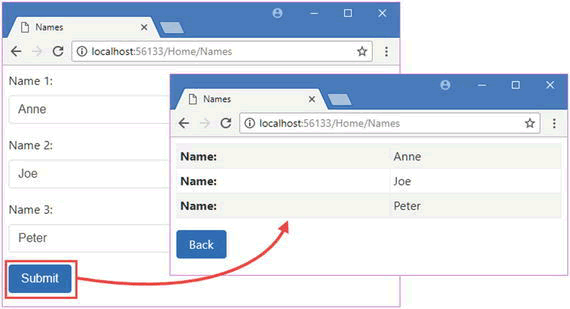 Names
localhost:56133/Home/Names
Name 1:
Anne
Name 2:
Joe
Name 3:
Peter
Submit
Names
localhost:56133/Home/Names
Name: Anne
Name: Joe
Name: Peter
Back